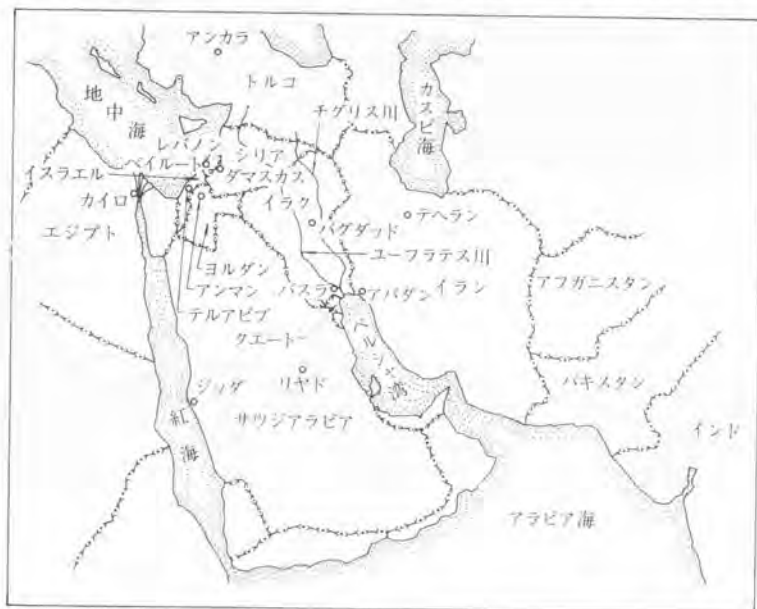 アンカラ
トルコ
カスピ海
地中海
チグリス川
レバノン
シリア
ベイルート
ダマスカス
イスラエル
カイロ
イラク
テヘラン
バグダッド
エジプト
ユーフラテス川
ヨルダン
アフガニスタン
アンマン
バスラ
アバダン
イラン
テルアビブ
クエート
ペルシャ湾
パキスタン
ジッダ
リヤド
サウジアラビア
紅海
インド
アラビア海